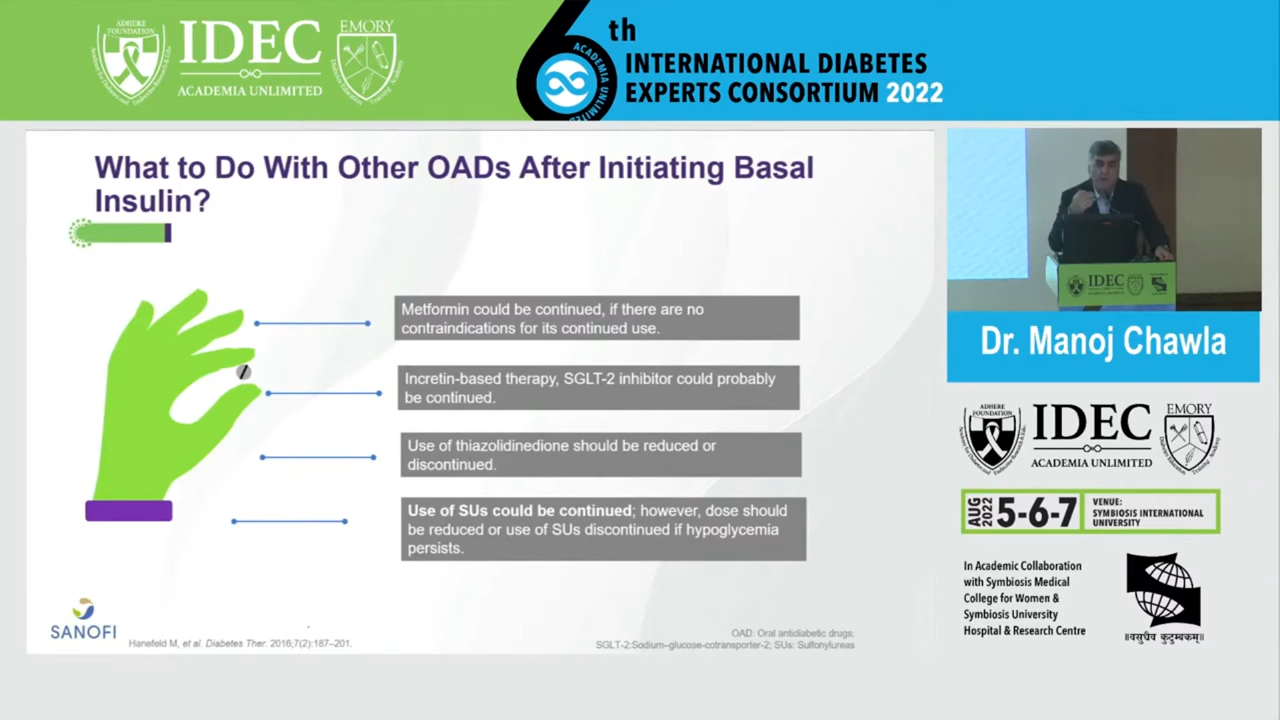 ADHERE
FOUNDATION
IDEC
ACADEMIA UNLIMITED
EMORY
6th
ACADEMIA UNLIMITED
INTERNATIONAL DIABETES
EXPERTS CONSORTIUM 2022
What to Do With Other OADs After Initiating Basal
Insulin?
Metformin could be continued, if there are no
contraindications for its continued use.
Incretin-based therapy, SGLT-2 inhibitor could probably
be continued.
Use of thiazolidinedione should be reduced or
discontinued.
Use of SUs could be continued; however, dose should
be reduced or use of SUs discontinued if hypoglycemia
persists.
SANOFI
Hanefeld M, et al. Diabetes Ther. 2016;7(2):187–201.
OAD: Oral antidiabetic drugs,
SGLT-2:Sodium–glucose-cotransporter-2; SUs: Sulfonylureas
IDEC
Dr. Manoj Chawla
ADHERE
FOUNDATION
IDEC
ACADEMIA UNLIMITED
EMORY
AUG
2022
5-6-7
VENUE:
SYMBIOSIS INTERNATIONAL
UNIVERSITY
In Academic Collaboration
with Symbiosis Medical
College for Women &
Symbiosis University
Hospital & Research Centre
॥वसुधैव कुटुम्बकम्॥